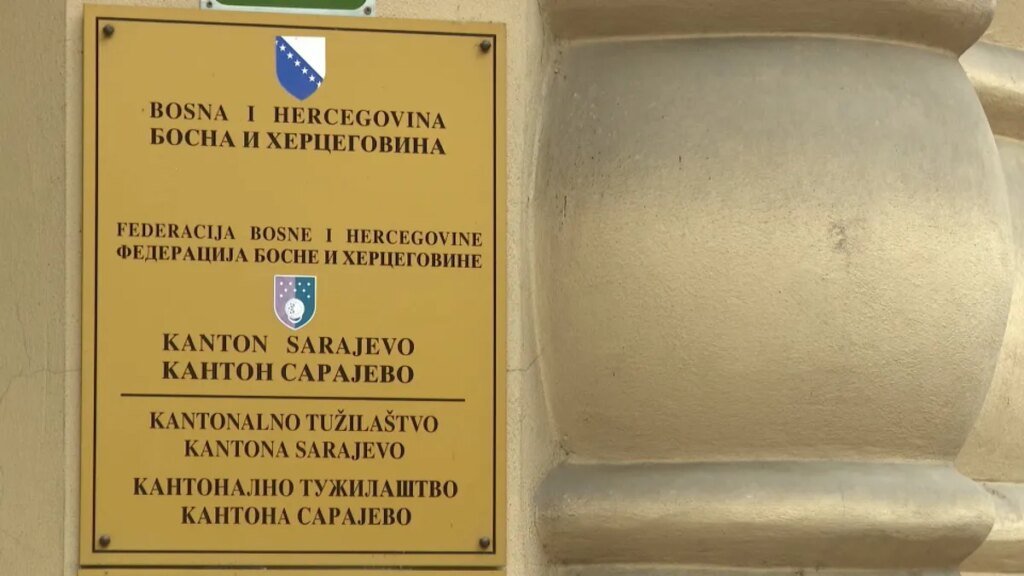 BOSNA I HERCEGOVINA
БОСНА И ХЕРЦЕГОВИНА
FEDERACIJA BOSNE I HERCEGOVINE
ФЕДЕРАЦИЈА БОСНЕ И ХЕРЦЕГОВИНЕ
KANTON SARAJEVO
КАНТОН САРАЈЕВО
KANTONALNO TUŽILAŠTVO
KANTONA SARAJEVO
КАНТОНАЛНО ТУЖИЛАШТВО
КАНТОНА САРАЈЕВО